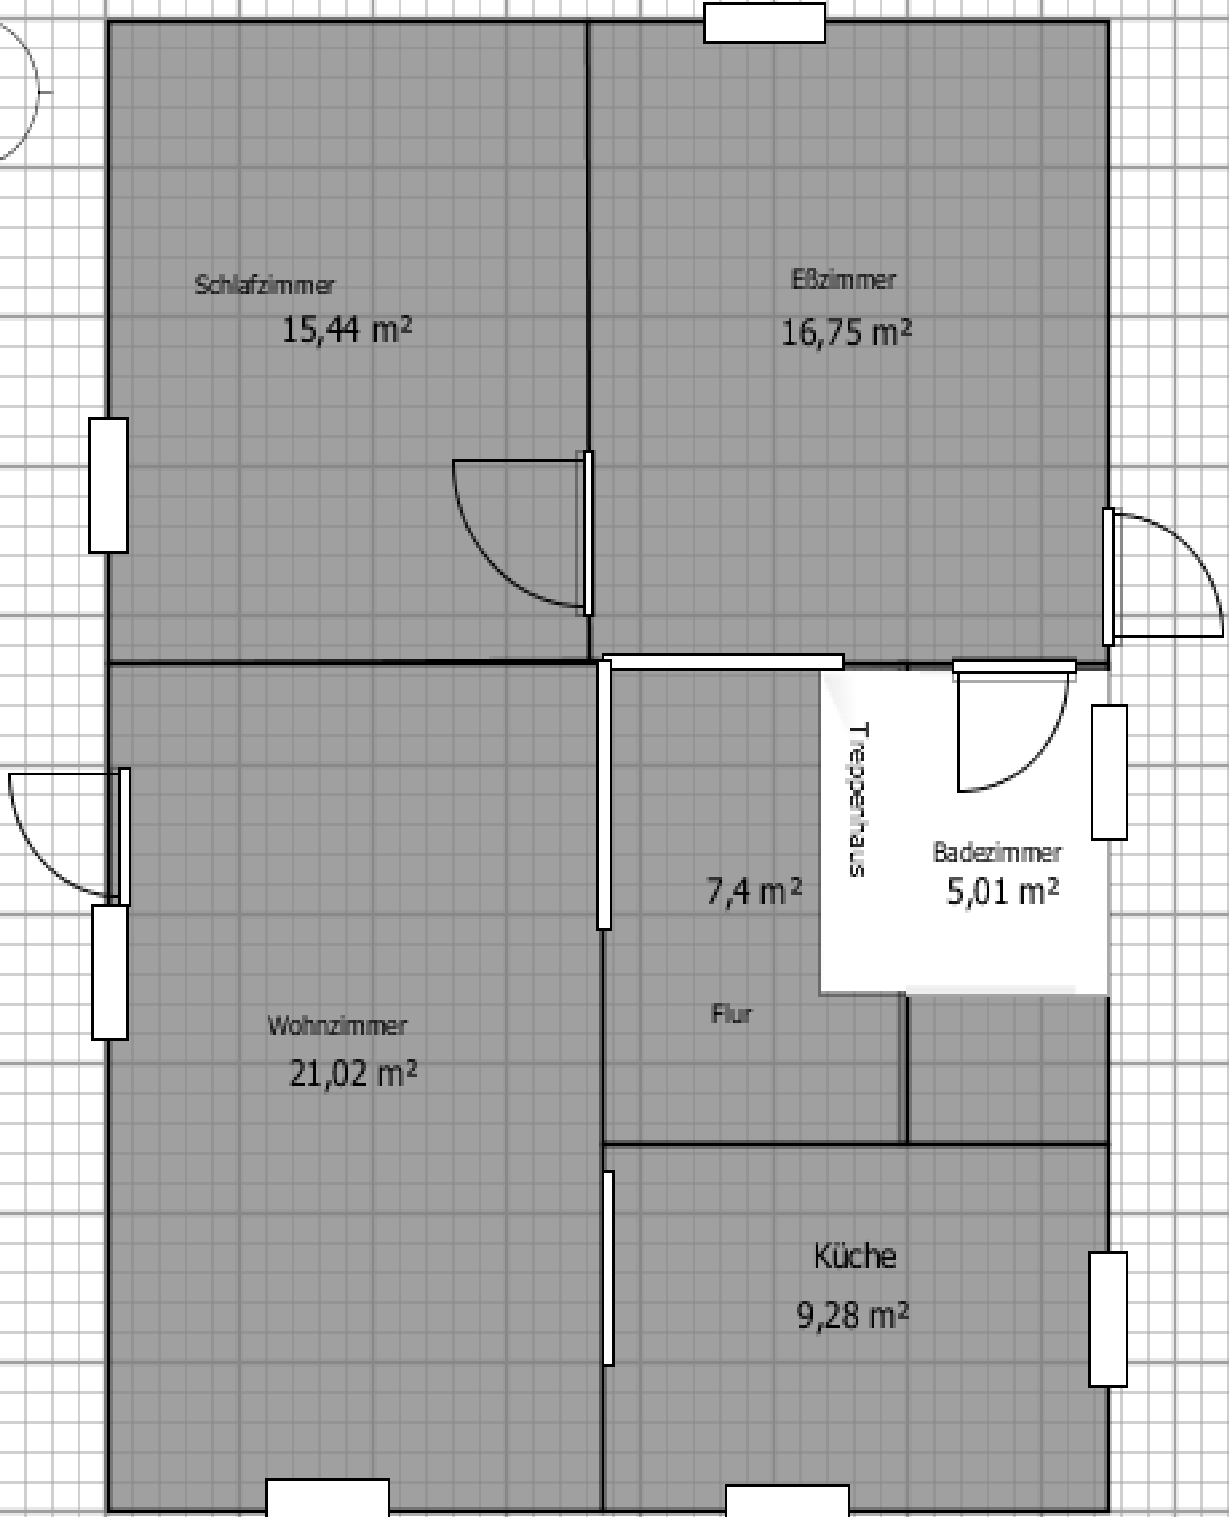 Schlafzimmer
15,44 m²
Eßzimmer
16,75 m²
Treppenhaus
Badezimmer
5,01 m²
7,4 m²
Flur
Wohnzimmer
21,02 m²
Küche
9,28 m²